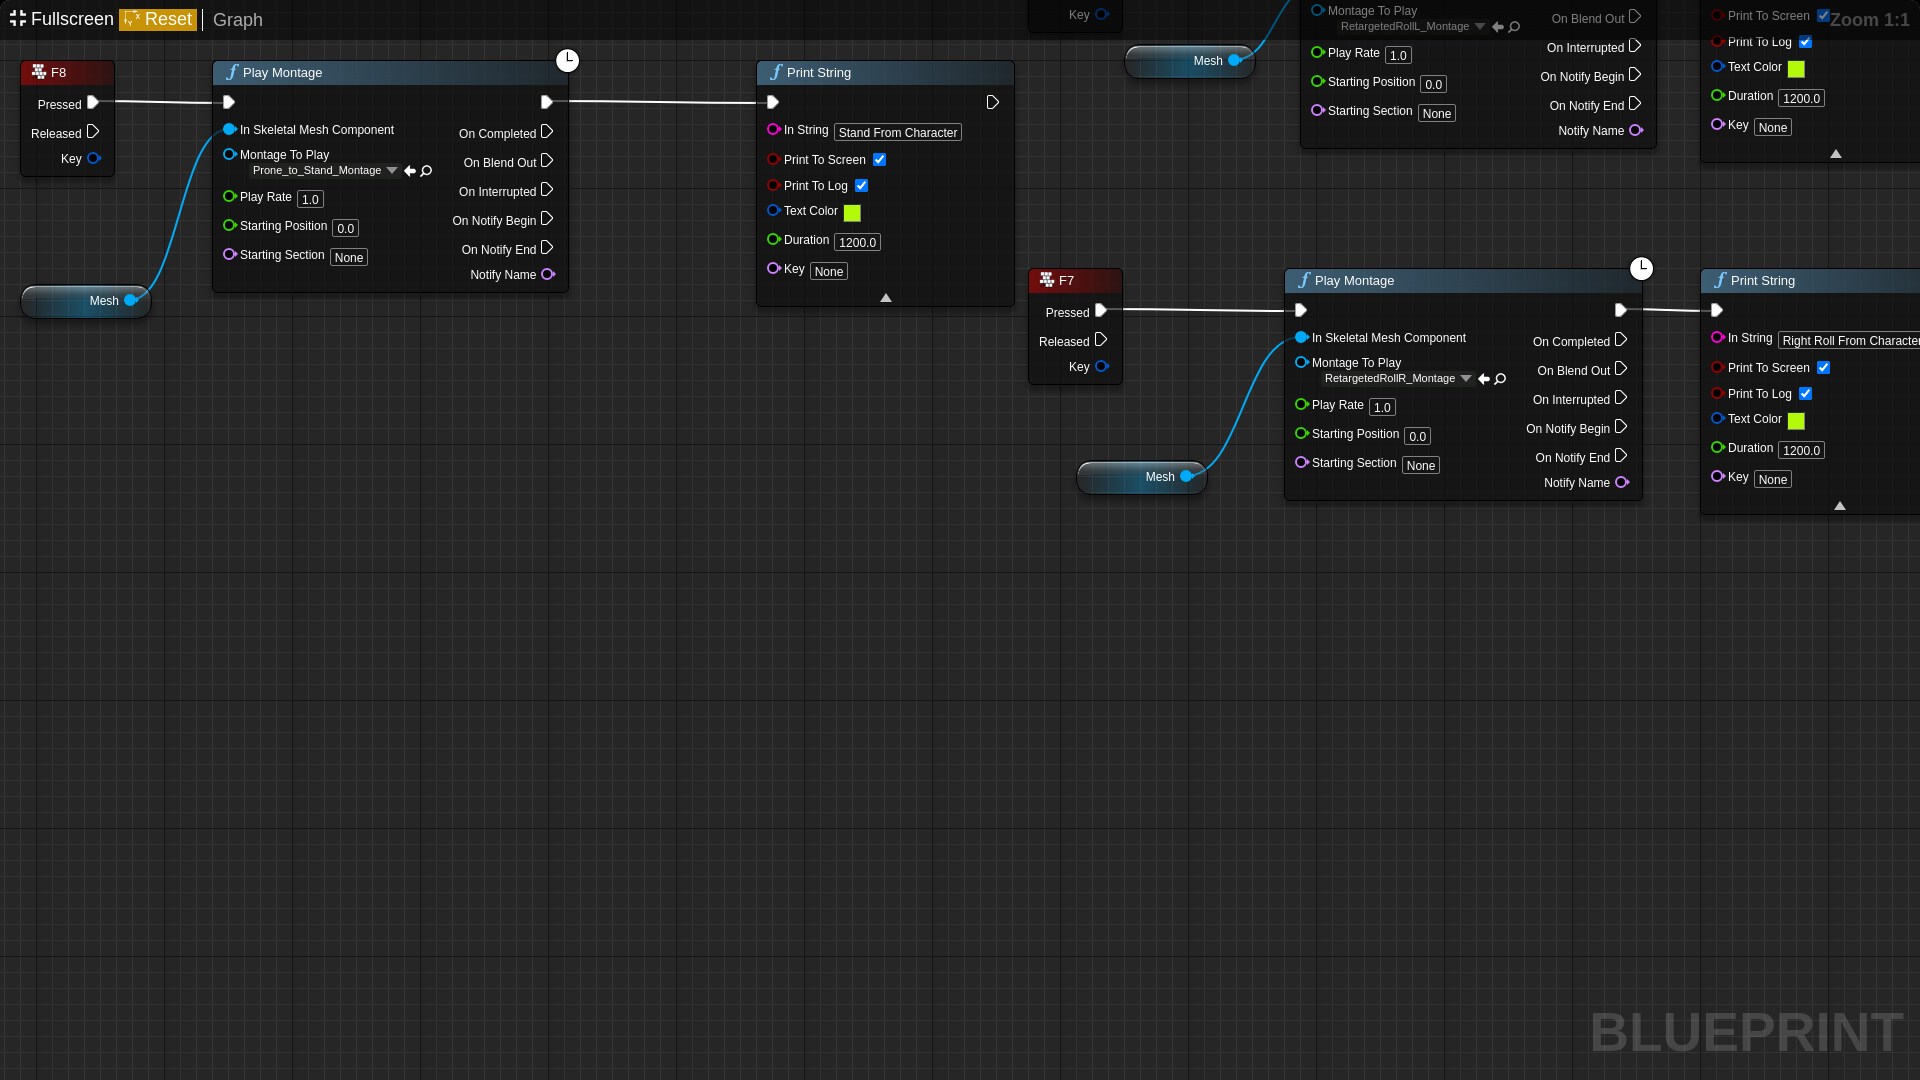 Fullscreen Reset Graph
Zoom 1:1
F8
Pressed
Released
Key
Mesh
Play Montage
In Skeletal Mesh Component
Montage To Play
Prone_to_Stand_Montage
Play Rate 1.0
Starting Position 0.0
Starting Section None
On Completed
On Blend Out
On Interrupted
On Notify Begin
On Notify End
Notify Name
Print String
In String Stand From Character
Print To Screen
Print To Log
Text Color
Duration 1200.0
Key None
Key
Mesh
Montage To Play
RetargetedRollL_Montage
Play Rate 1.0
Starting Position 0.0
Starting Section None
On Blend Out
On Interrupted
On Notify Begin
On Notify End
Notify Name
Print To Screen
Print To Log
Text Color
Duration 1200.0
Key None
F7
Pressed
Released
Key
Mesh
Play Montage
In Skeletal Mesh Component
Montage To Play
RetargetedRollR_Montage
Play Rate 1.0
Starting Position 0.0
Starting Section None
On Completed
On Blend Out
On Interrupted
On Notify Begin
On Notify End
Notify Name
Print String
In String Right Roll From Character
Print To Screen
Print To Log
Text Color
Duration 1200.0
Key None
BLUEPRINT